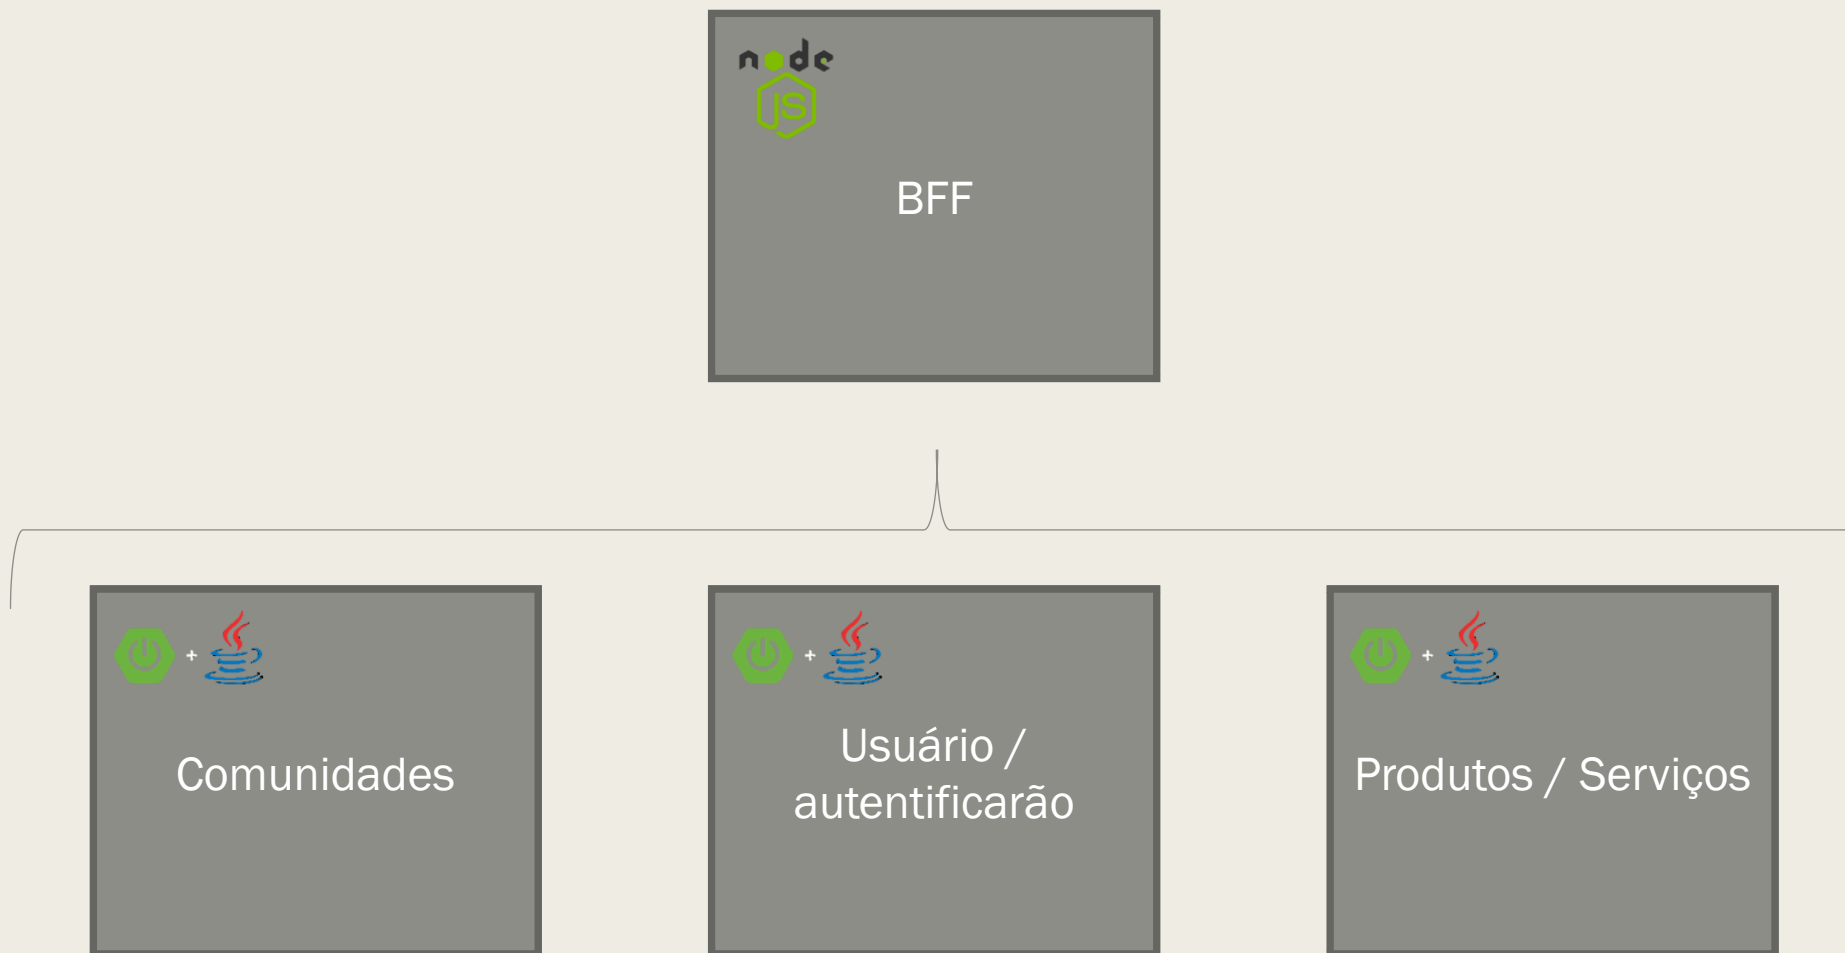 node
JS
BFF
+
+
+
Comunidades
Usuário /
autentificarão
Produtos / Serviços